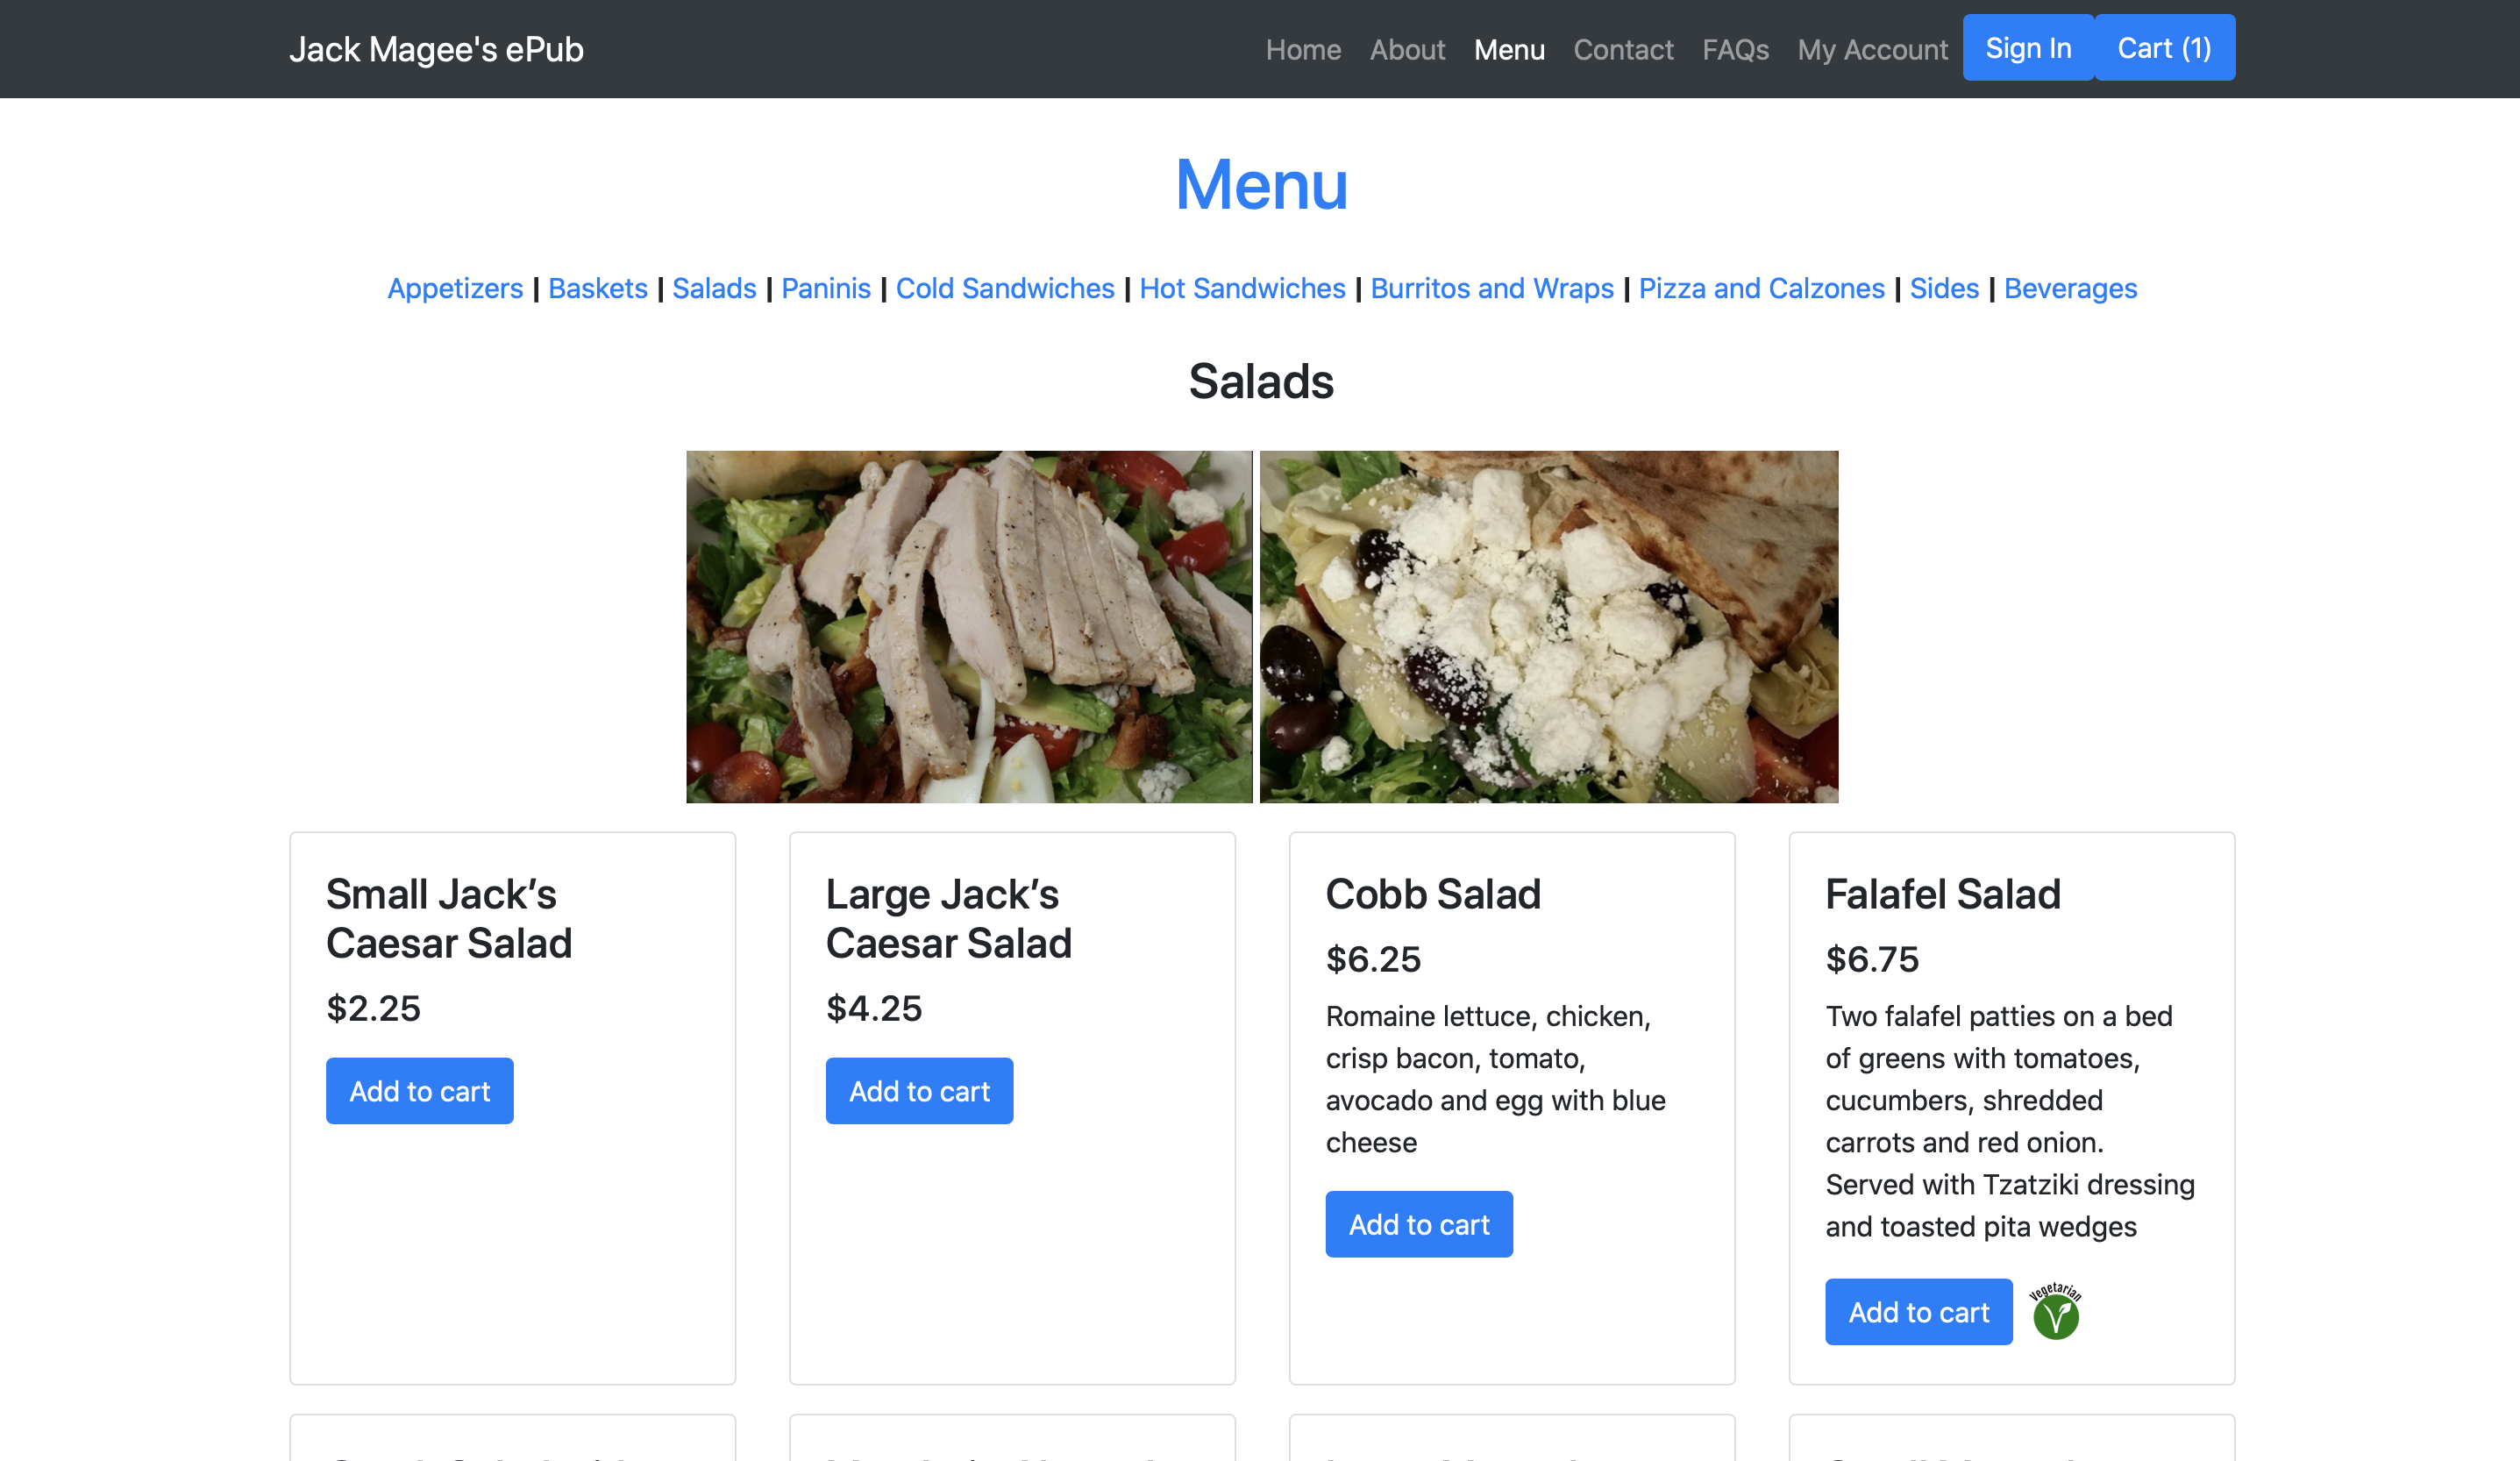 Jack Magee's ePub Home About Menu Contact FAQs My Account Sign In Cart (1)
Menu
Appetizers | Baskets | Salads | Paninis | Cold Sandwiches | Hot Sandwiches | Burritos and Wraps | Pizza and Calzones | Sides | Beverages
Salads
Small Jack’s
Caesar Salad
$2.25
Add to cart
Large Jack’s
Caesar Salad
$4.25
Add to cart
Cobb Salad
$6.25
Romaine lettuce, chicken,
crisp bacon, tomato,
avocado and egg with blue
cheese
Add to cart
Falafel Salad
$6.75
Two falafel patties on a bed
of greens with tomatoes,
cucumbers, shredded
carrots and red onion.
Served with Tzatziki dressing
and toasted pita wedges
Add to cart
Vegetarian